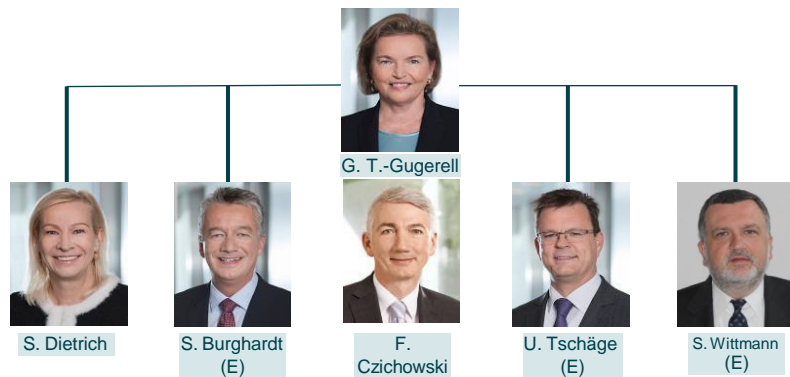 G. T.-Gugerell
S. Dietrich
S. Burghardt
(E)
F.
Czichowski
U. Tschäge
(E)
S. Wittmann
(E)